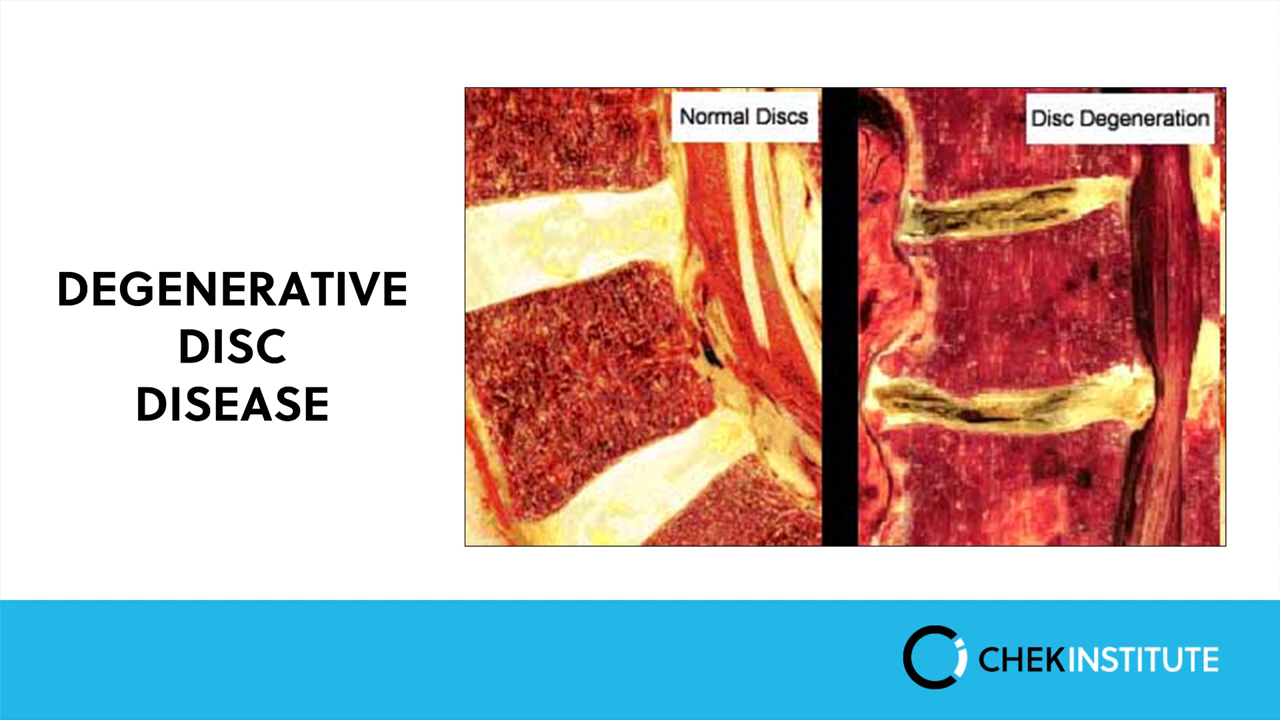 DEGENERATIVE
DISC
DISEASE
Normal Discs
Disc Degeneration
CHEKINSTITUTE